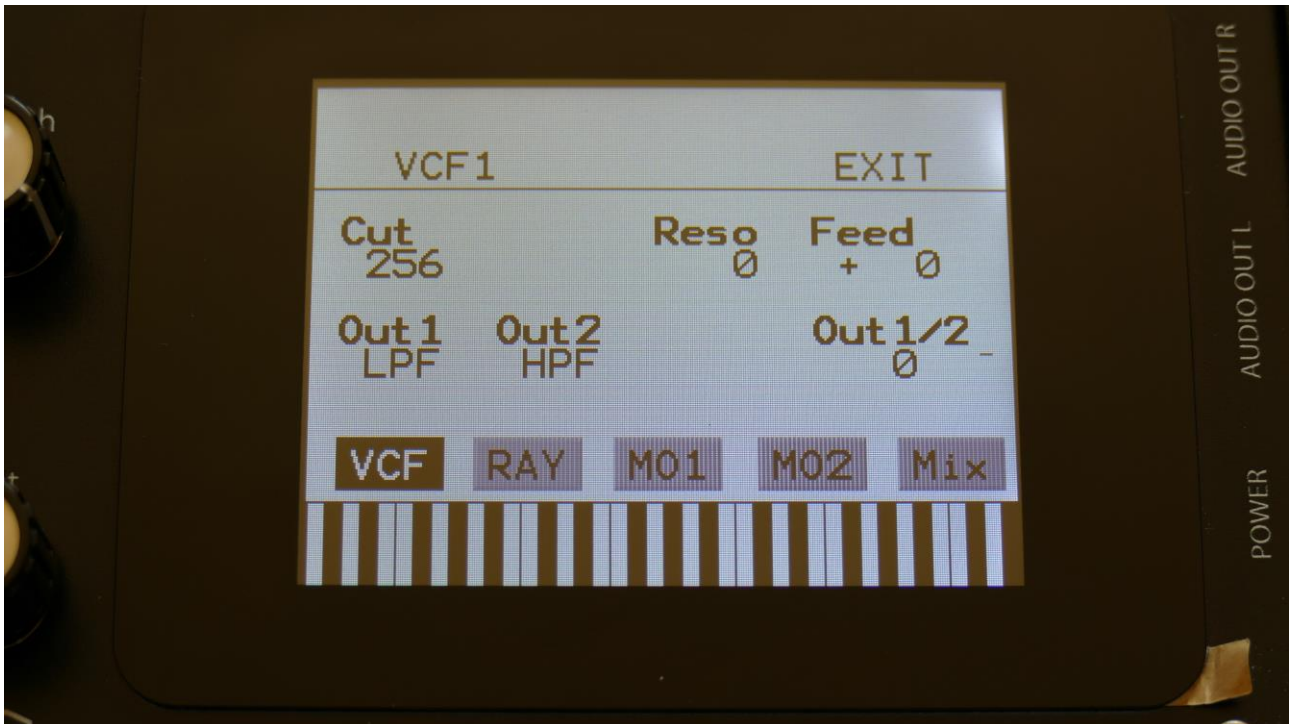 VCF1 EXIT
Cut Reso Feed
256 0 + 0
Out1 Out2 Out1/2
LPF HPF 0
VCF RAY MO1 MO2 Mix
AUDIO OUT R
AUDIO OUT L
POWER